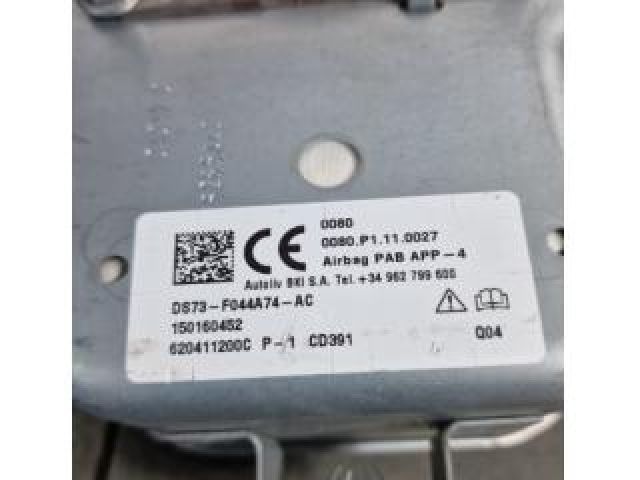 0080
CE 0080.P1.11.0027
Airbag PAB APP-4
Autoliv BKI S.A. Tel. +34 962 799 600
DS73-F044A74-AC
150160452
620411200C P-1 CD391
Q04